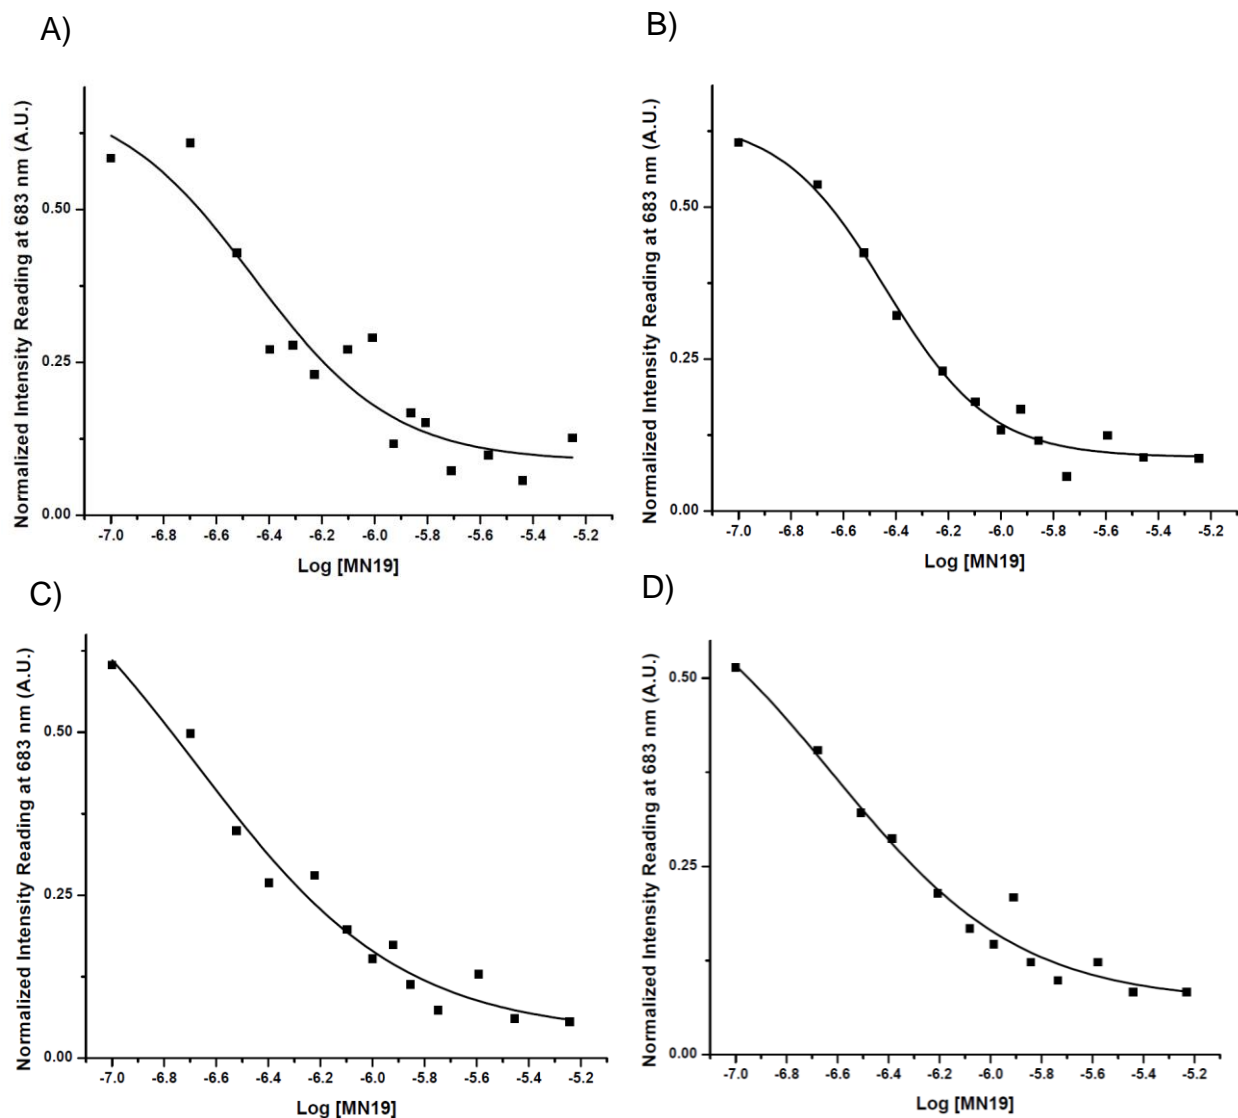 A)
Normalized Intensity Reading at 683 nm (A.U.)
0.50
0.25
0.00
-7.0 -6.8 -6.6 -6.4 -6.2 -6.0 -5.8 -5.6 -5.4 -5.2
Log [MN19]
B)
Normalized Intensity Reading at 683 nm (A.U.)
0.50
0.25
0.00
-7.0 -6.8 -6.6 -6.4 -6.2 -6.0 -5.8 -5.6 -5.4 -5.2
Log [MN19]
C)
Normalized Intensity Reading at 683 nm (A.U.)
0.50
0.25
0.00
-7.0 -6.8 -6.6 -6.4 -6.2 -6.0 -5.8 -5.6 -5.4 -5.2
Log [MN19]
D)
Normalized Intensity Reading at 683 nm (A.U.)
0.50
0.25
0.00
-7.0 -6.8 -6.6 -6.4 -6.2 -6.0 -5.8 -5.6 -5.4 -5.2
Log [MN19]